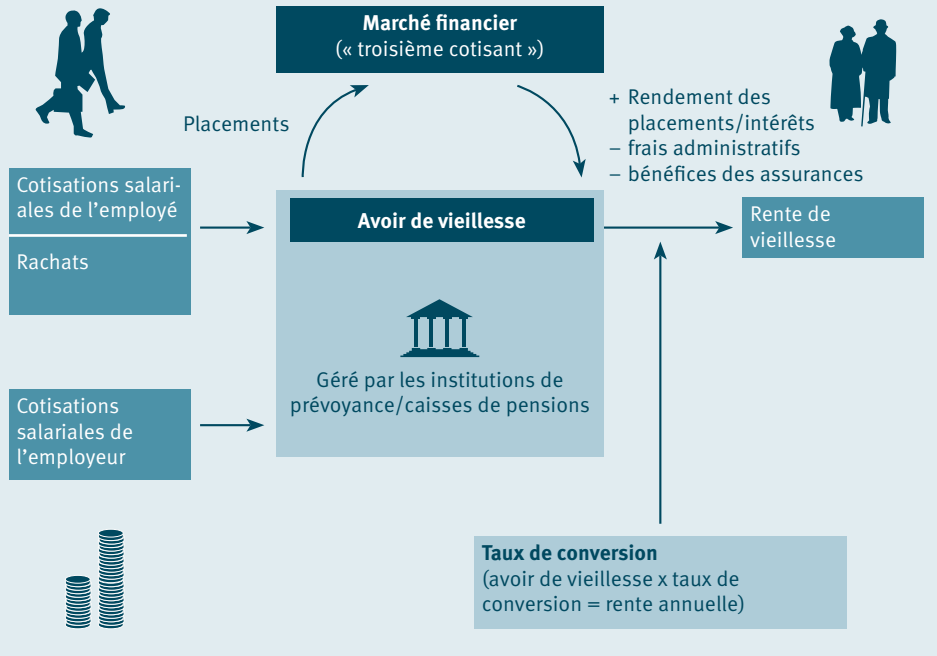 Marché financier
(« troisième cotisant »)
Placements
+ Rendement des
placements/intérêts
– frais administratifs
– bénéfices des assurances
Cotisations salari-
ales de l’employé
Rachats
Avoir de vieillesse
Rente de
vieillesse
Géré par les institutions de
prévoyance/caisses de pensions
Cotisations
salariales de
l’employeur
Taux de conversion
(avoir de vieillesse x taux de
conversion = rente annuelle)